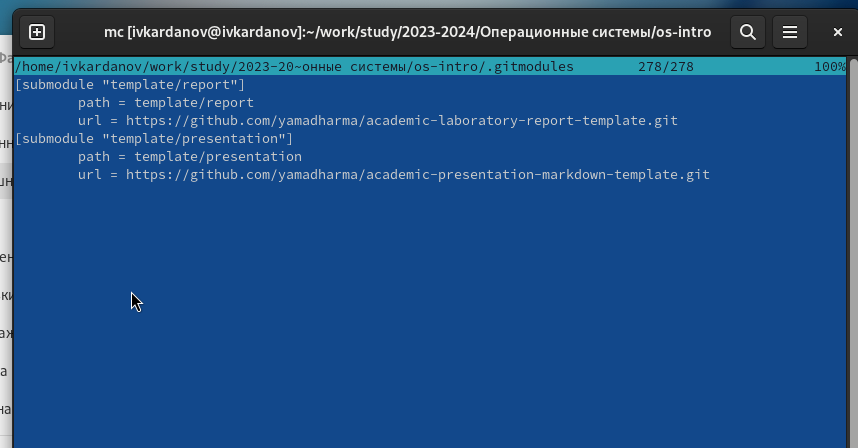 mc [ivkardanov@ivkardanov]:~/work/study/2023-2024/Операционные системы/os-intro
/home/ivkardanov/work/study/2023-20~онные системы/os-intro/.gitmodules 278/278 100%
[submodule "template/report"]
path = template/report
url = https://github.com/yamadharma/academic-laboratory-report-template.git
[submodule "template/presentation"]
path = template/presentation
url = https://github.com/yamadharma/academic-presentation-markdown-template.git